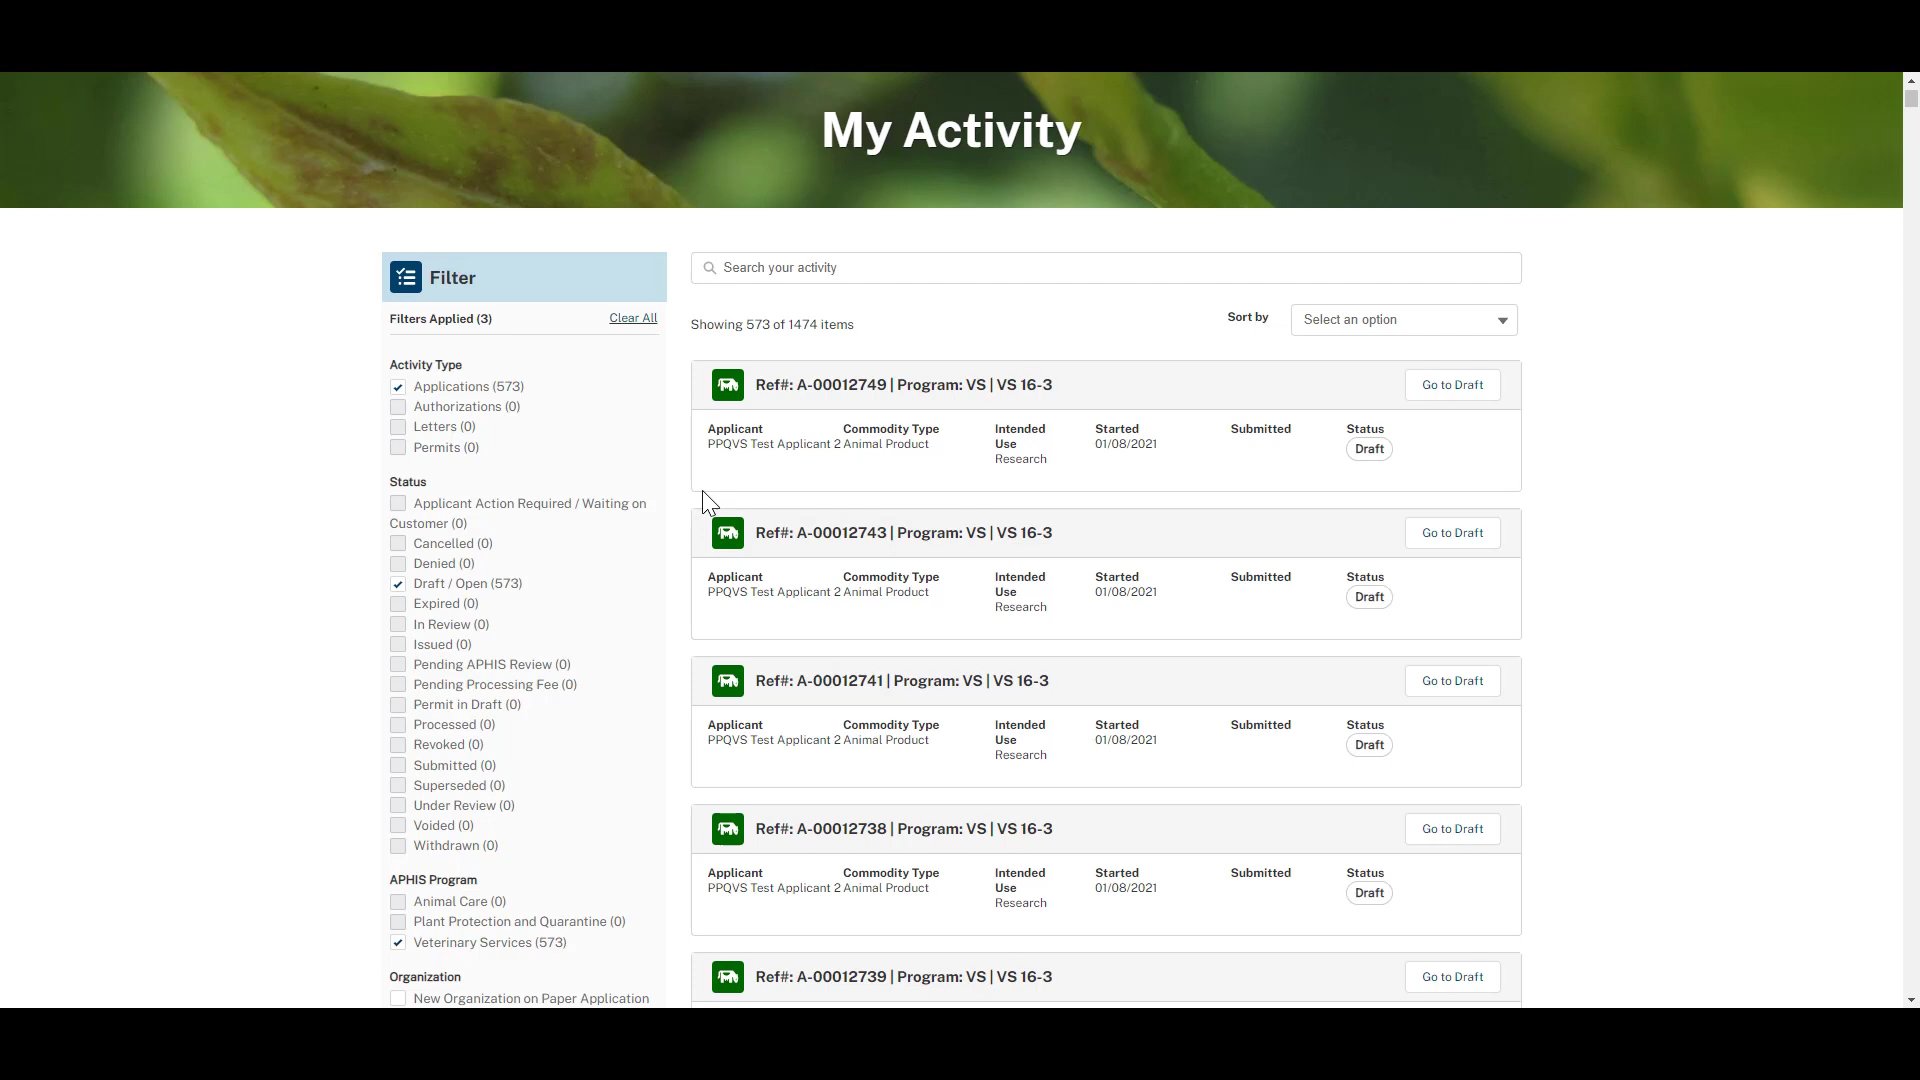 My Activity
Filter
Filters Applied (3) Clear All
Activity Type
Applications (573)
Authorizations (0)
Letters (0)
Permits (0)
Status
Applicant Action Required / Waiting on
Customer (0)
Cancelled (0)
Denied (0)
Draft / Open (573)
Expired (0)
In Review (0)
Issued (0)
Pending APHIS Review (0)
Pending Processing Fee (0)
Permit in Draft (0)
Processed (0)
Revoked (0)
Submitted (0)
Superseded (0)
Under Review (0)
Voided (0)
Withdrawn (0)
APHIS Program
Animal Care (0)
Plant Protection and Quarantine (0)
Veterinary Services (573)
Organization
New Organization on Paper Application
Search your activity
Showing 573 of 1474 items Sort by Select an option
Ref#: A-00012749 | Program: VS | VS 16-3 Go to Draft
Applicant Commodity Type Intended Started Submitted Status
PPQVS Test Applicant 2 Animal Product Use 01/08/2021 Draft
Research
Ref#: A-00012743 | Program: VS | VS 16-3 Go to Draft
Applicant Commodity Type Intended Started Submitted Status
PPQVS Test Applicant 2 Animal Product Use 01/08/2021 Draft
Research
Ref#: A-00012741 | Program: VS | VS 16-3 Go to Draft
Applicant Commodity Type Intended Started Submitted Status
PPQVS Test Applicant 2 Animal Product Use 01/08/2021 Draft
Research
Ref#: A-00012738 | Program: VS | VS 16-3 Go to Draft
Applicant Commodity Type Intended Started Submitted Status
PPQVS Test Applicant 2 Animal Product Use 01/08/2021 Draft
Research
Ref#: A-00012739 | Program: VS | VS 16-3 Go to Draft